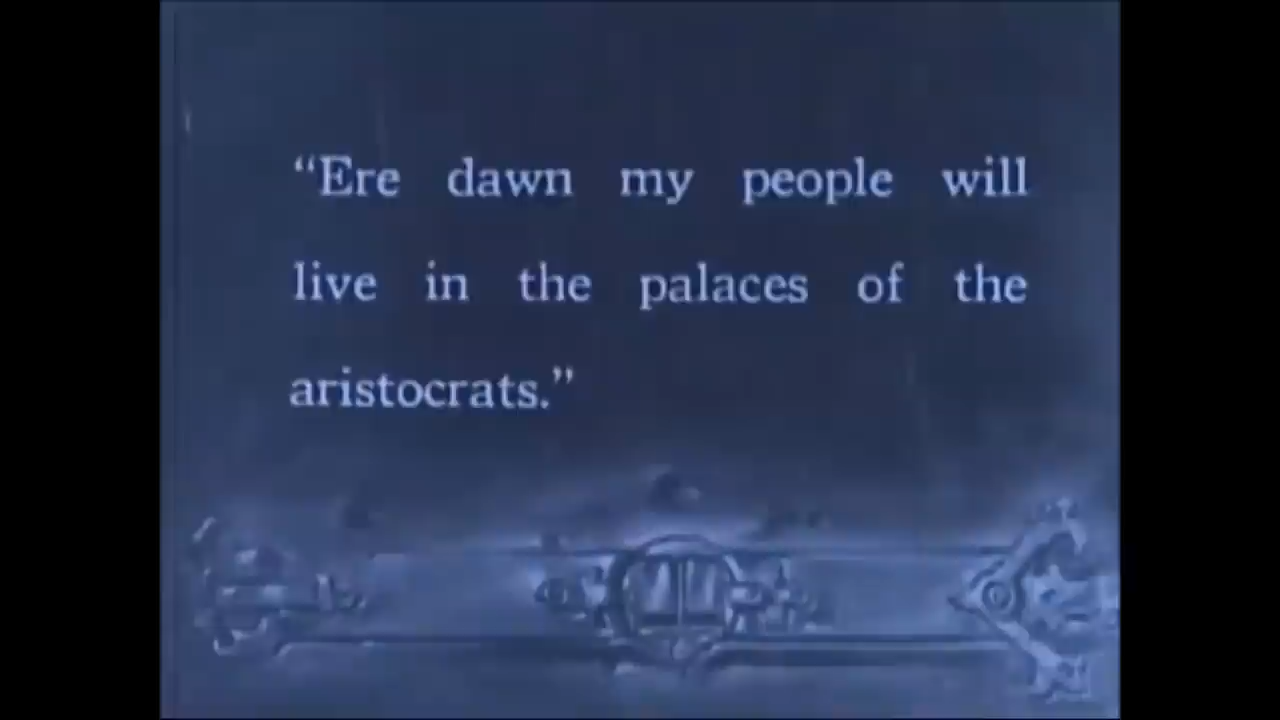 “Ere dawn my people will
live in the palaces of the
aristocrats.”